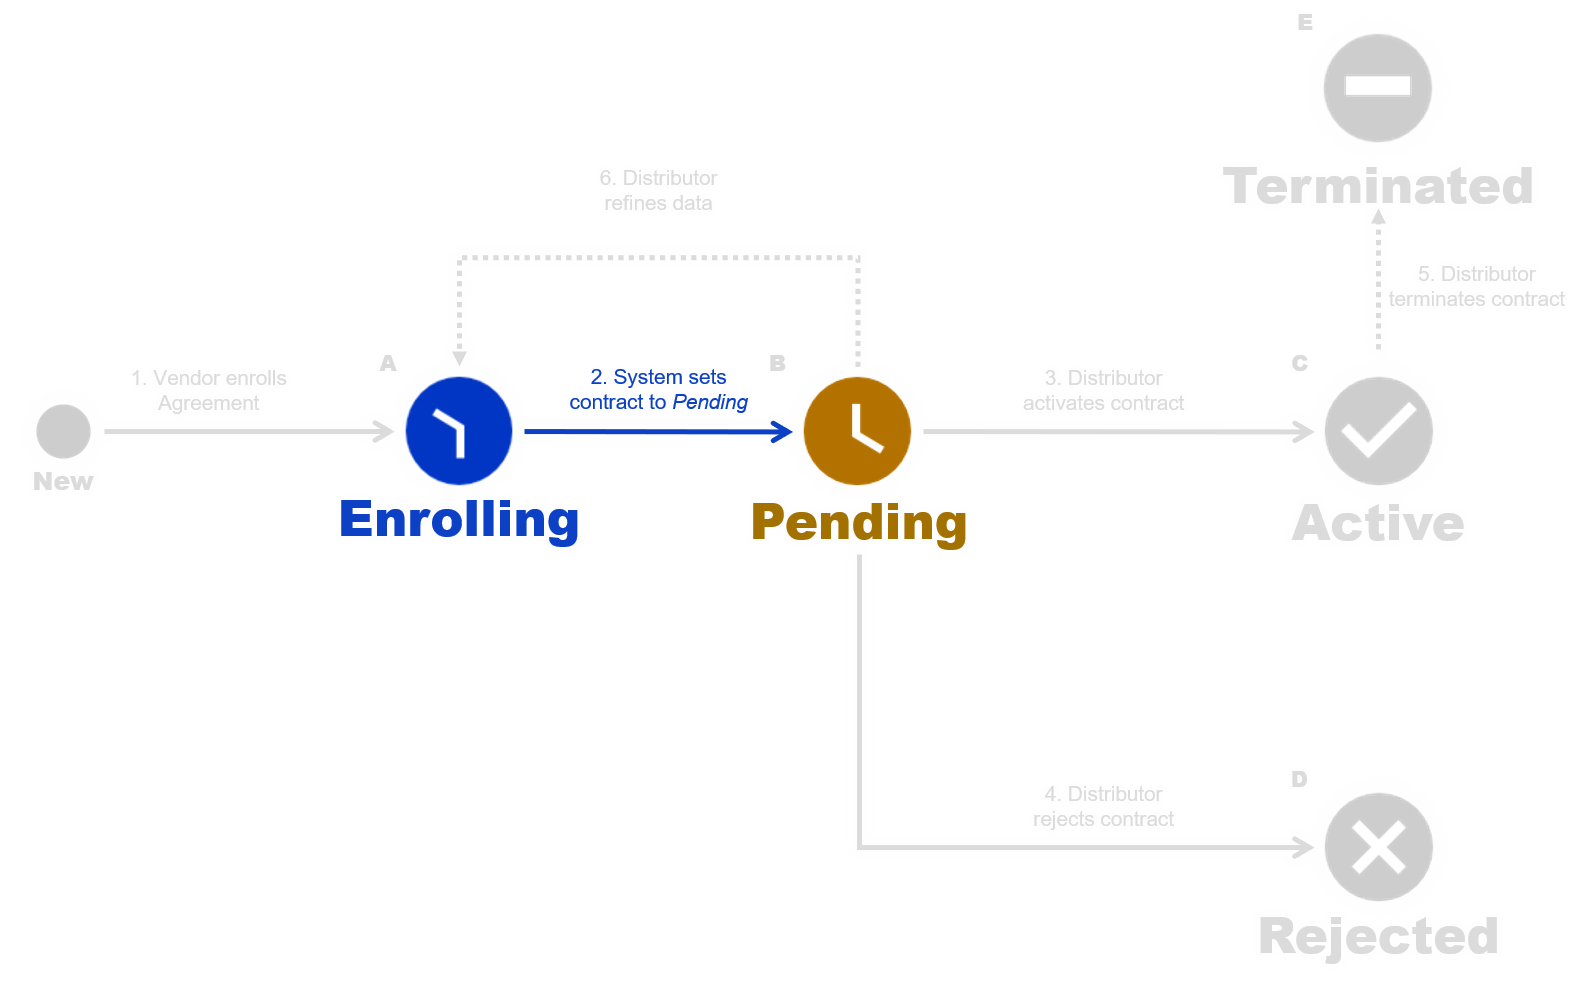 E
Terminated
6. Distributor
refines data
5. Distributor
terminates contract
A
B
C
1. Vendor enrolls
Agreement
2. System sets
contract to Pending
3. Distributor
activates contract
New
Enrolling
Pending
Active
D
4. Distributor
rejects contract
Rejected